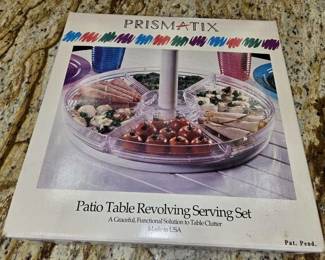 PRISMATIX
Patio Table Revolving Serving Set
A Graceful, Functional Solution to Table Clutter
Made in USA
Pat. Pend.